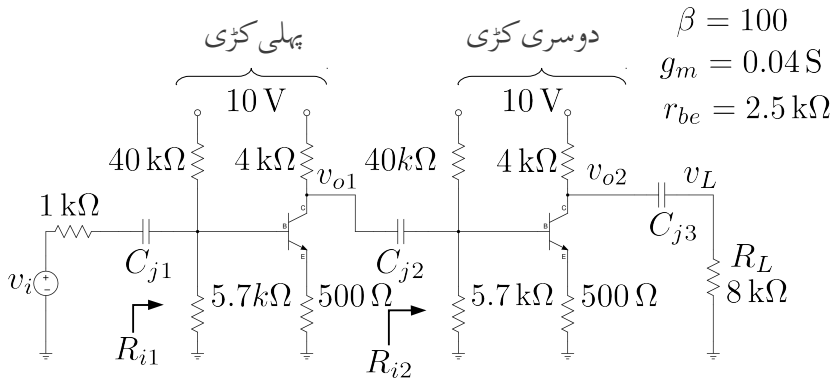 پہلی کڑی
دوسری کڑی
β = 100
g_m = 0.04 S
r_be = 2.5 kΩ
10 V
10 V
40 kΩ
4 kΩ
v_o1
40kΩ
4 kΩ
v_o2
v_L
1 kΩ
C_j1
B
C
E
C_j2
B
C
E
C_j3
v_i
+
−
5.7kΩ
500 Ω
5.7 kΩ
500 Ω
R_L
8 kΩ
R_i1
R_i2